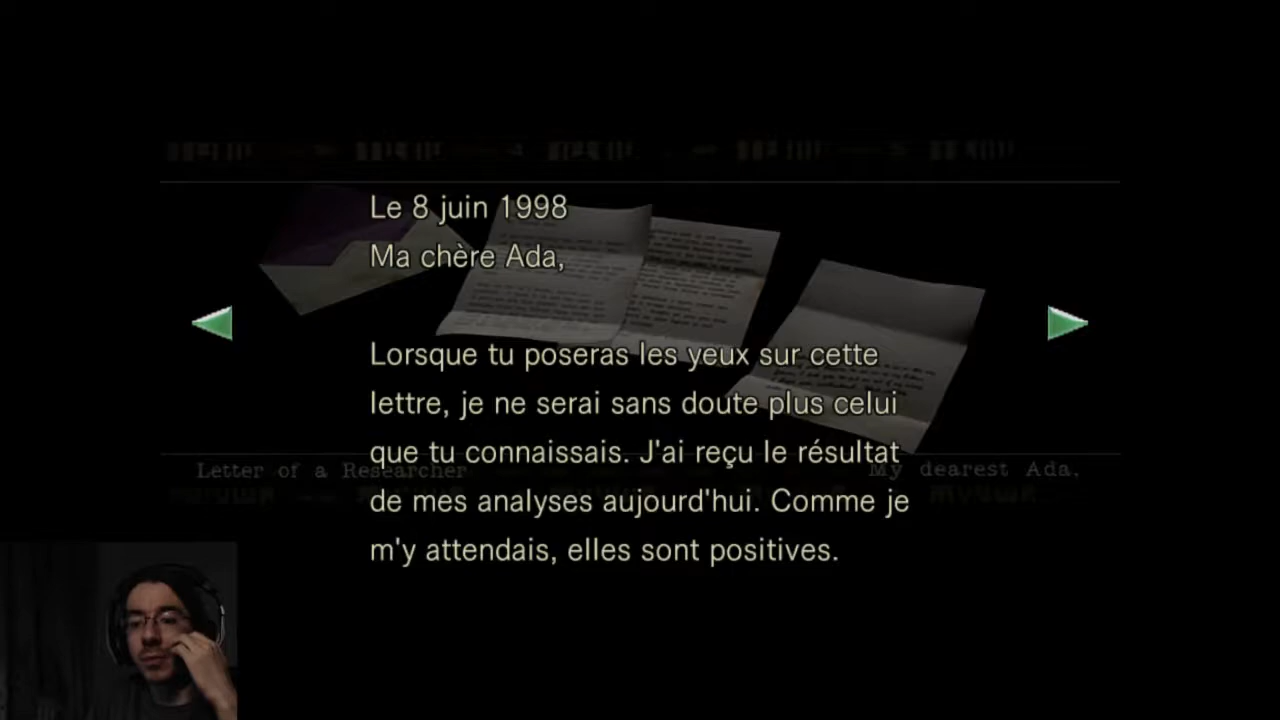 Le 8 juin 1998
Ma chère Ada,
Lorsque tu poseras les yeux sur cette
lettre, je ne serai sans doute plus celui
que tu connaissais. J'ai reçu le résultat
Letter of a Researcher
My dearest Ada.
de mes analyses aujourd'hui. Comme je
m'y attendais, elles sont positives.